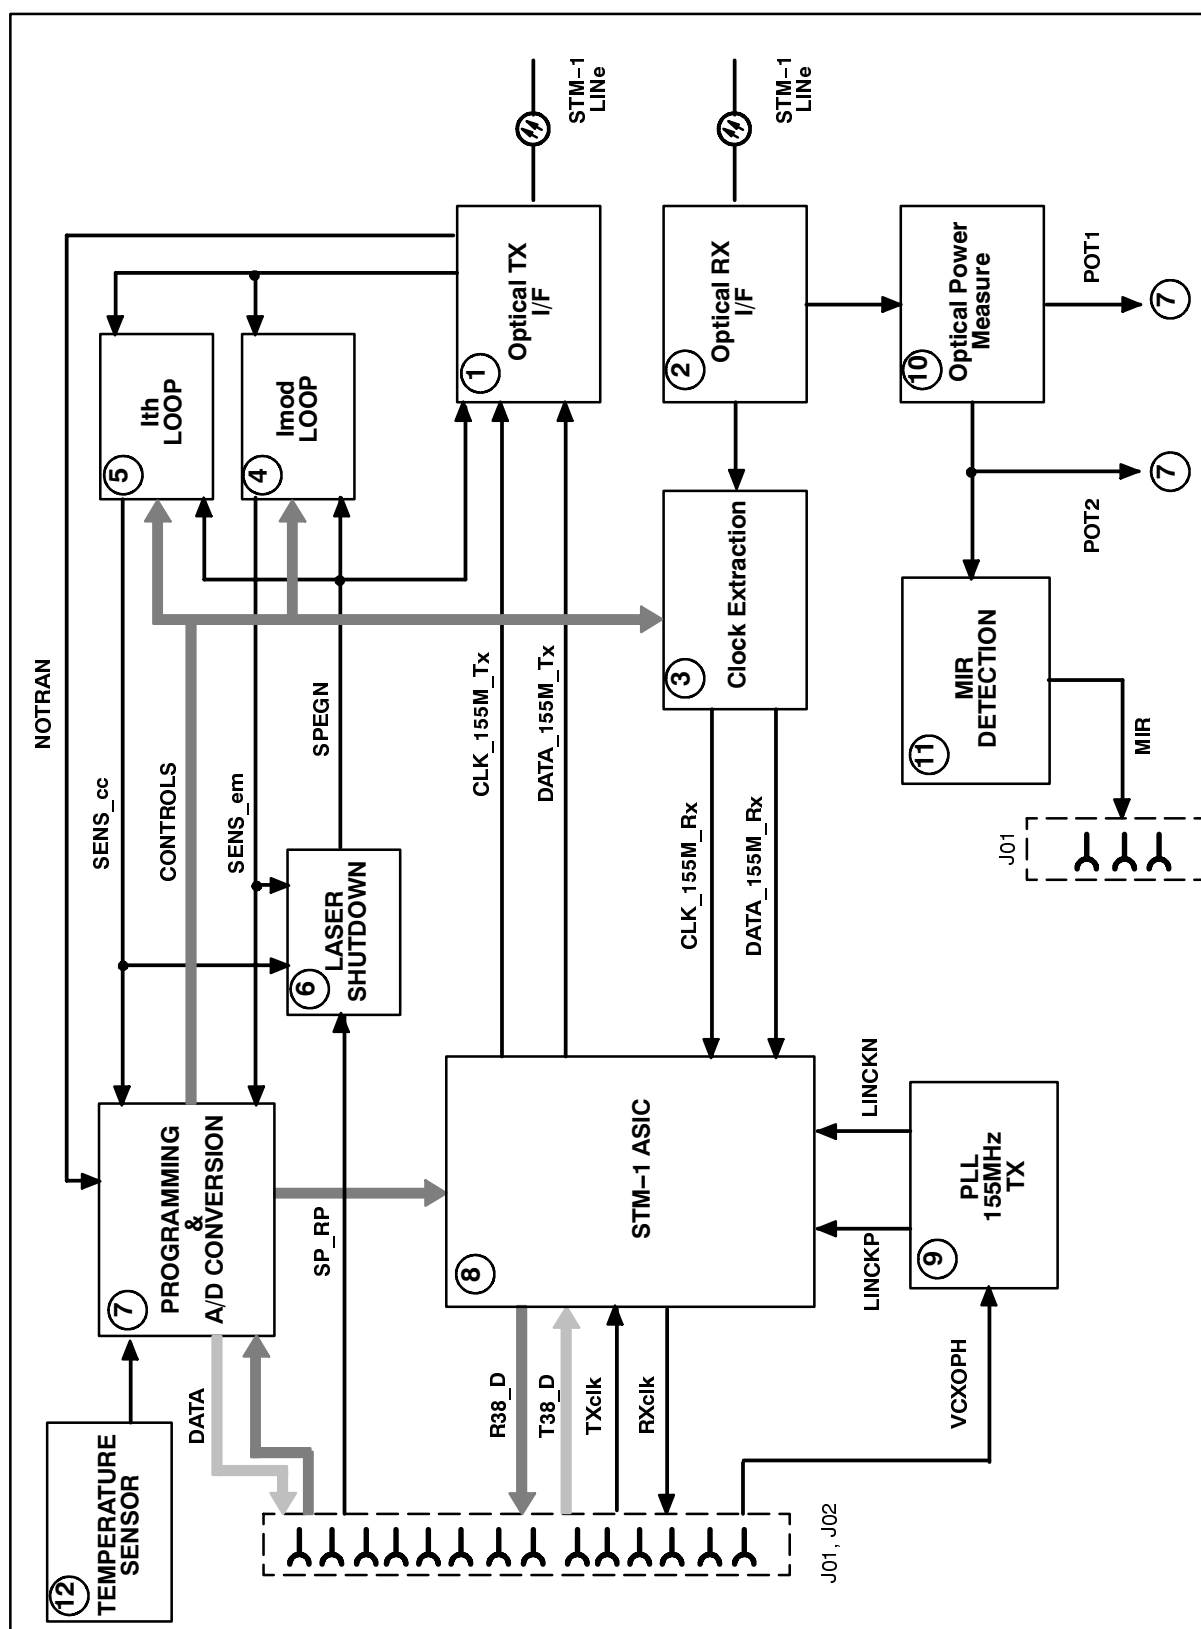 12
TEMPERATURE
SENSOR
DATA
7
PROGRAMMING
&
A/D CONVERSION
NOTRAN
SENS_cc
CONTROLS
SENS_em
5
Ith
LOOP
4
Imod
LOOP
6
LASER
SHUTDOWN
SPEGN
SP_RP
CLK_155M_Tx
DATA_155M_Tx
1
Optical TX
I/F
STM–1
LINe
R38_D
T38_D
TXclk
RXclk
8
STM–1 ASIC
CLK_155M_Rx
DATA_155M_Rx
3
Clock Extraction
2
Optical RX
I/F
STM–1
LINe
J01, J02
VCXOPH
LINCKP
LINCKN
9
PLL
155MHz
TX
J01
MIR
11
MIR
DETECTION
10
Optical Power
Measure
POT2
7
POT1
7